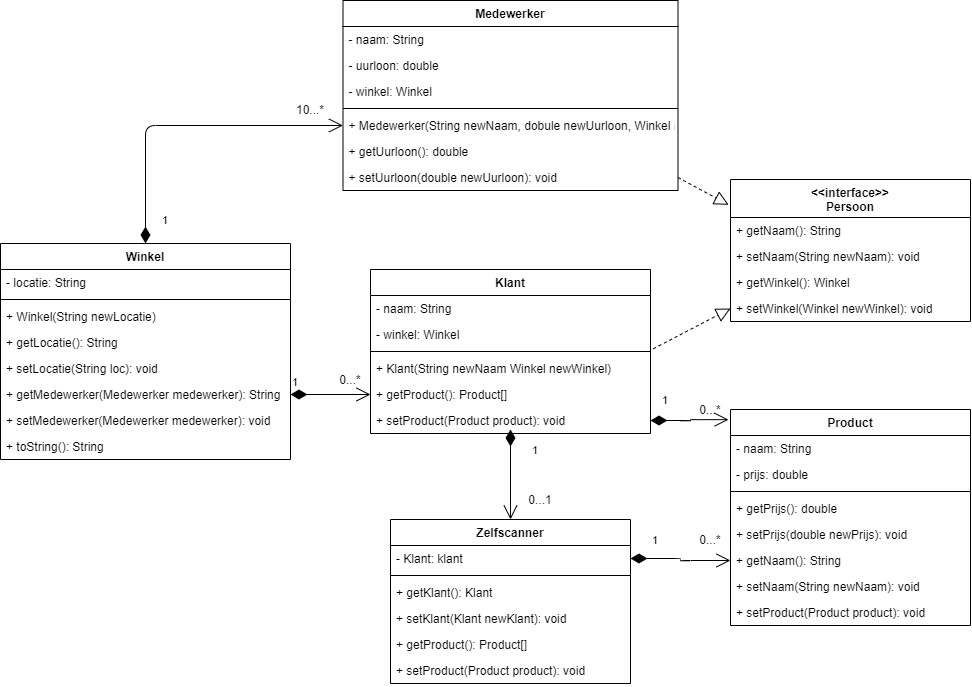 Medewerker
- naam: String
- uurloon: double
- winkel: Winkel
+ Medewerker(String newNaam, dobule newUurloon, Winkel
+ getUurloon(): double
+ setUurloon(double newUurloon): void
10...*
1
<<interface>>
Persoon
+ getNaam(): String
+ setNaam(String newNaam): void
+ getWinkel(): Winkel
+ setWinkel(Winkel newWinkel): void
Winkel
- locatie: String
+ Winkel(String newLocatie)
+ getLocatie(): String
+ setLocatie(String loc): void
+ getMedewerker(Medewerker medewerker): String
+ setMedewerker(Medewerker medewerker): void
+ toString(): String
1
0...*
Klant
- naam: String
- winkel: Winkel
+ Klant(String newNaam Winkel newWinkel)
+ getProduct(): Product[]
+ setProduct(Product product): void
1
0...*
1
0...1
Product
- naam: String
- prijs: double
+ getPrijs(): double
+ setPrijs(double newPrijs): void
+ getNaam(): String
+ setNaam(String newNaam): void
+ setProduct(Product product): void
Zelfscanner
- Klant: klant
+ getKlant(): Klant
+ setKlant(Klant newKlant): void
+ getProduct(): Product[]
+ setProduct(Product product): void
1
0...*